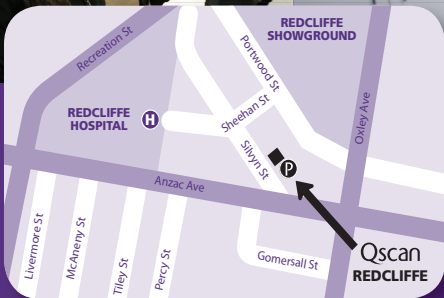 REDCLIFFE
SHOWGROUND
Recreation St
Portwood St
Oxley Ave
REDCLIFFE
HOSPITAL
H
Sheehan St
Silvyn St
P
Anzac Ave
Livermore St
McAneny St
Tiley St
Percy St
Gomersall St
Qscan
REDCLIFFE